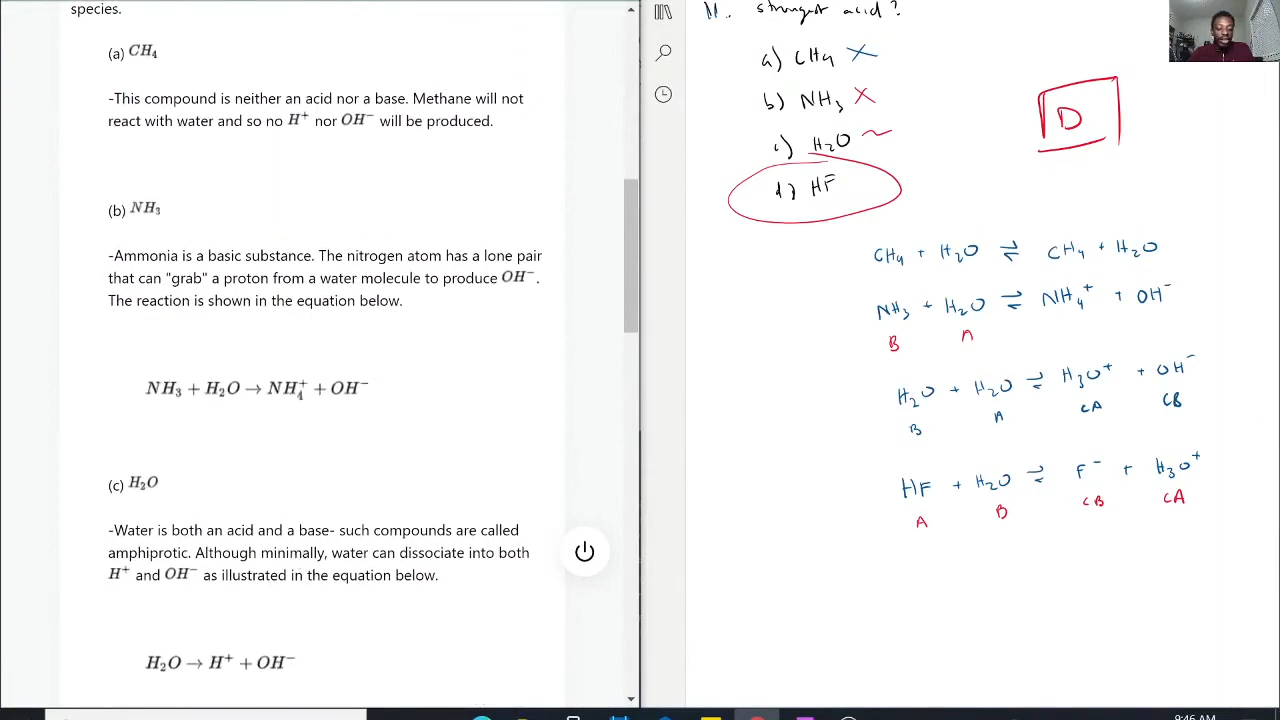 species.
(a) CH₄
-This compound is neither an acid nor a base. Methane will not
react with water and so no H⁺ nor OH⁻ will be produced.
(b) NH₃
-Ammonia is a basic substance. The nitrogen atom has a lone pair
that can "grab" a proton from a water molecule to produce OH⁻.
The reaction is shown in the equation below.
NH₃ + H₂O → NH₄⁺ + OH⁻
(c) H₂O
-Water is both an acid and a base- such compounds are called
amphiprotic. Although minimally, water can dissociate into both
H⁺ and OH⁻ as illustrated in the equation below.
H₂O → H⁺ + OH⁻
strongest acid?
a) CH₄
b) NH₃
c) H₂O
d) HF
D
CH₄ + H₂O ⇌ CH₄ + H₂O
NH₃ + H₂O ⇌ NH₄⁺ + OH⁻
B A
H₂O + H₂O ⇌ H₃O⁺ + OH⁻
B A CA CB
HF + H₂O ⇌ F⁻ + H₃O⁺
A B CB CA